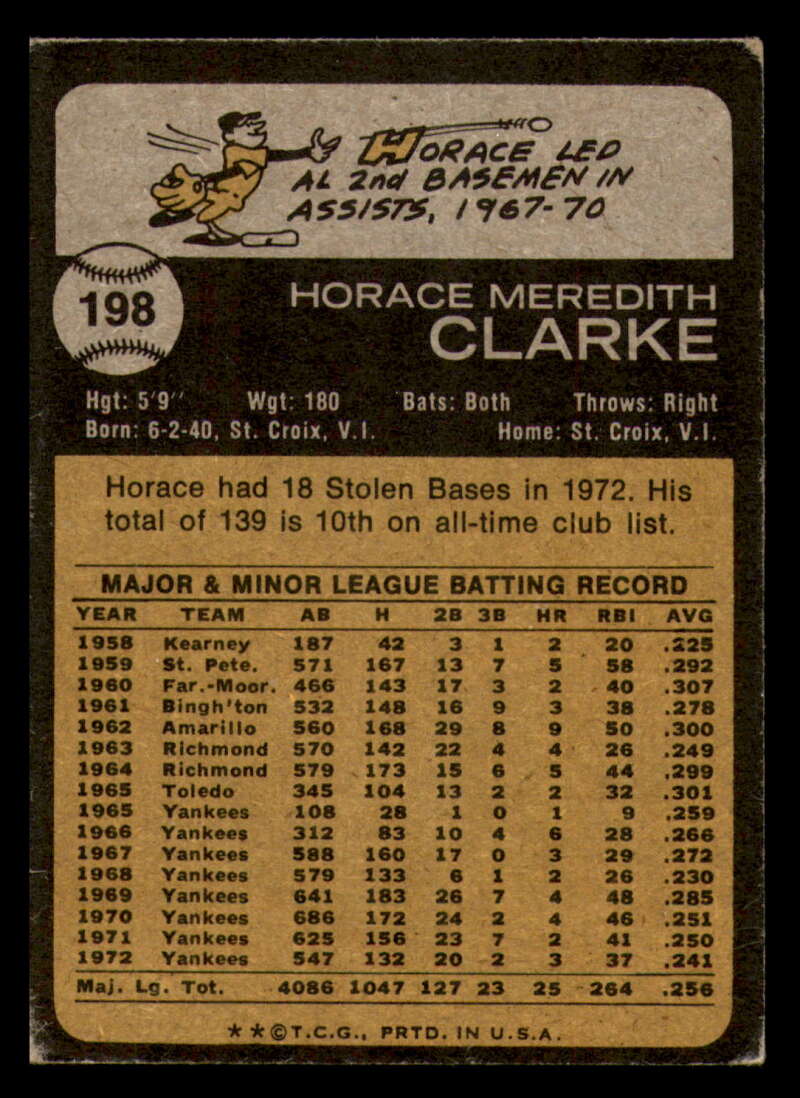 HORACE LED
AL 2nd BASEMEN IN
ASSISTS, 1967-70
198
HORACE MEREDITH
CLARKE
Hgt: 5'9" Wgt: 180 Bats: Both Throws: Right
Born: 6-2-40, St. Croix, V.I. Home: St. Croix, V.I.
Horace had 18 Stolen Bases in 1972. His
total of 139 is 10th on all-time club list.
MAJOR & MINOR LEAGUE BATTING RECORD
YEAR TEAM AB H 2B 3B HR RBI AVG
1958 Kearney 187 42 3 1 2 20 .225
1959 St. Pete. 571 167 13 7 5 58 .292
1960 Far.-Moor. 466 143 17 3 2 40 .307
1961 Bingh'ton 532 148 16 9 3 38 .278
1962 Amarillo 560 168 29 8 9 50 .300
1963 Richmond 570 142 22 4 4 26 .249
1964 Richmond 579 173 15 6 5 44 .299
1965 Toledo 345 104 13 2 2 32 .301
1965 Yankees 108 28 1 0 1 9 .259
1966 Yankees 312 83 10 4 6 28 .266
1967 Yankees 588 160 17 0 3 29 .272
1968 Yankees 579 133 6 1 2 26 .230
1969 Yankees 641 183 26 7 4 48 .285
1970 Yankees 686 172 24 2 4 46 .251
1971 Yankees 625 156 23 7 2 41 .250
1972 Yankees 547 132 20 2 3 37 .241
Maj. Lg. Tot. 4086 1047 127 23 25 264 .256
★★©T.C.G., PRTD. IN U.S.A.